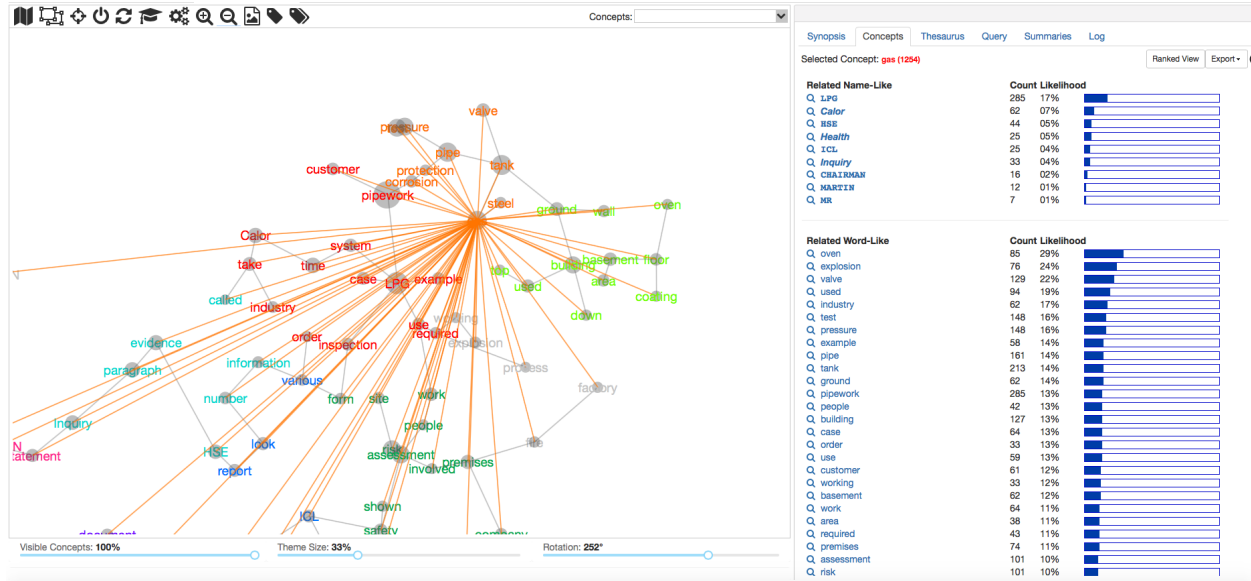 Concepts:
valve
pressure
pipe
tank
customer
protection
corrosion
pipework
steel
ground
wall
oven
Calor
system
take
time
basement
floor
building
case
LPG
example
used
area
called
industry
coating
down
use
required
working
order
inspection
explosion
evidence
information
process
paragraph
various
factory
number
form
site
work
Inquiry
people
look
fire
HSE
risk
assessment
N
tatement
report
involved
premises
shown
ICL
safety
document
company
Visible Concepts: 100%
Theme Size: 33%
Rotation: 252°
Synopsis Concepts Thesaurus Query Summaries Log
Selected Concept: gas (1254) Ranked View Export
Related Name-Like Count Likelihood
LPG 285 17%
Calor 62 07%
HSE 44 05%
Health 25 05%
ICL 25 04%
Inquiry 33 04%
CHAIRMAN 16 02%
MARTIN 12 01%
MR 7 01%
Related Word-Like Count Likelihood
oven 85 29%
explosion 76 24%
valve 129 22%
used 94 19%
industry 62 17%
test 148 16%
pressure 148 16%
example 58 14%
pipe 161 14%
tank 213 14%
ground 62 14%
pipework 285 13%
people 42 13%
building 127 13%
case 64 13%
order 33 13%
use 59 13%
customer 61 12%
working 33 12%
basement 62 12%
work 64 11%
area 38 11%
required 43 11%
premises 74 11%
assessment 101 10%
risk 101 10%